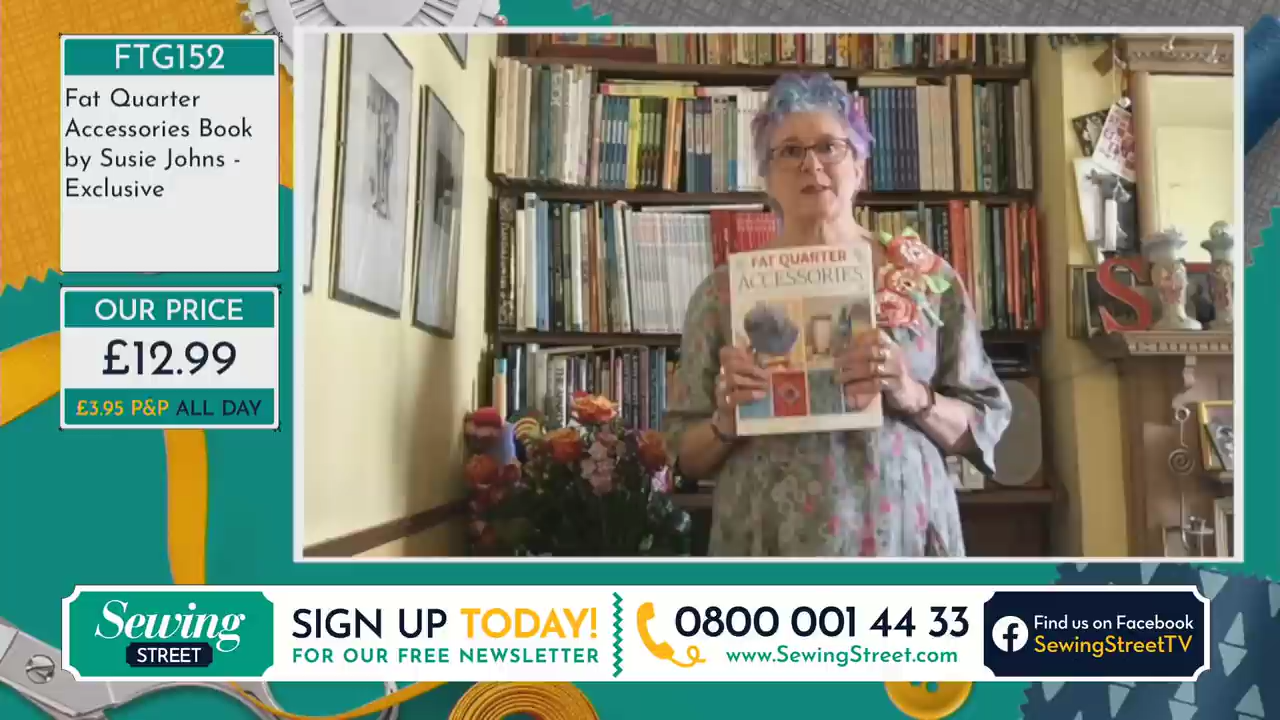 FTG152
Fat Quarter
Accessories Book
by Susie Johns -
Exclusive
OUR PRICE
£12.99
£3.95 P&P ALL DAY
FAT QUARTER
ACCESSORIES
S
Sewing
STREET
SIGN UP TODAY!
FOR OUR FREE NEWSLETTER
0800 001 44 33
www.SewingStreet.com
Find us on Facebook
SewingStreetTV